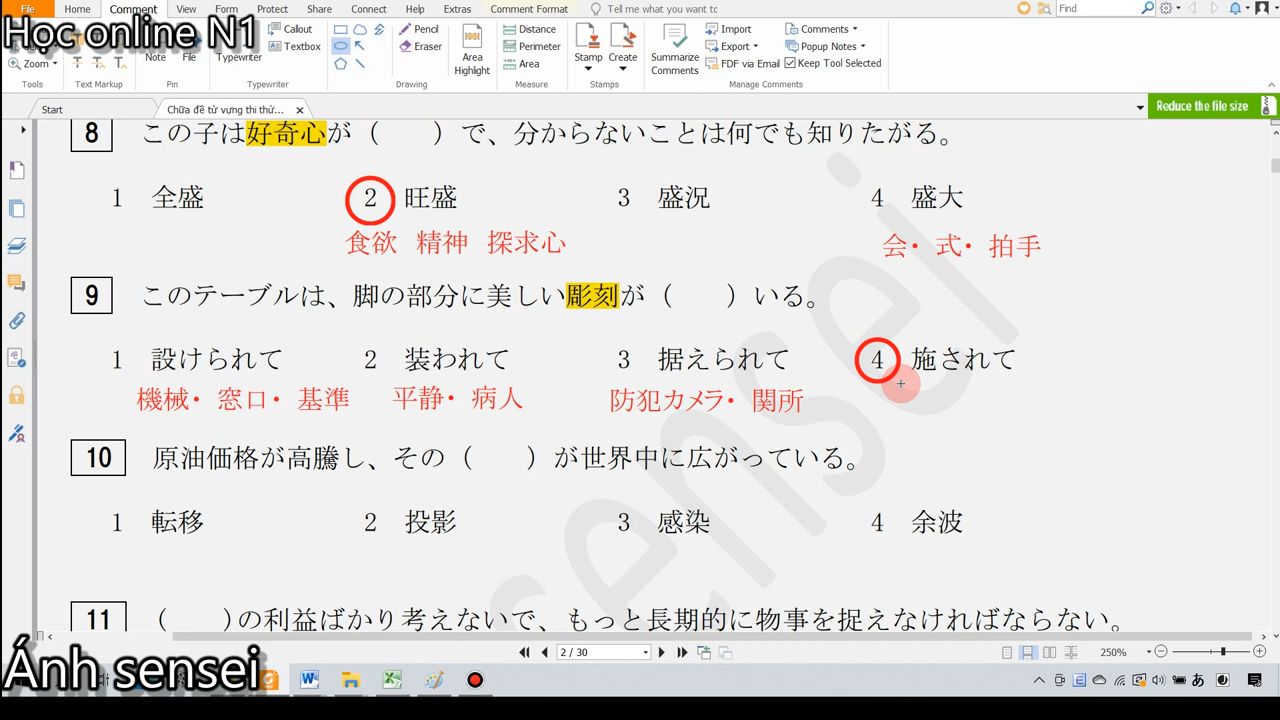 File Home Comment View Form Protect Share Connect Help Extras Comment Format Tell me what you want tc Find
Học online N1
Zoom
Typewriter
Note
File
Callout
Textbox
Pencil
Eraser
Area Highlight
Distance
Perimeter
Area
Stamp
Create
Summarize Comments
Import
Export
FDF via Email
Comments
Popup Notes
Keep Tool Selected
Tools Text Markup Pin Typewriter Drawing Measure Stamps Manage Comments
Start Chữa đề từ vựng thi thử... Reduce the file size
8 この子は好奇心が（ ）で、分からないことは何でも知りたがる。
1 全盛 2 旺盛 3 盛況 4 盛大
食欲 精神 探求心 会・ 式・ 拍手
9 このテーブルは、脚の部分に美しい彫刻が（ ）いる。
1 設けられて 2 装われて 3 据えられて 4 施されて
機械・ 窓口・ 基準 平静・ 病人 防犯カメラ・ 関所
10 原油価格が高騰し、その（ ）が世界中に広がっている。
1 転移 2 投影 3 感染 4 余波
11 （ )の利益ばかり考えないで、もっと長期的に物事を捉えなければならない。
sensei
2 / 30 250%
Ánh sensei